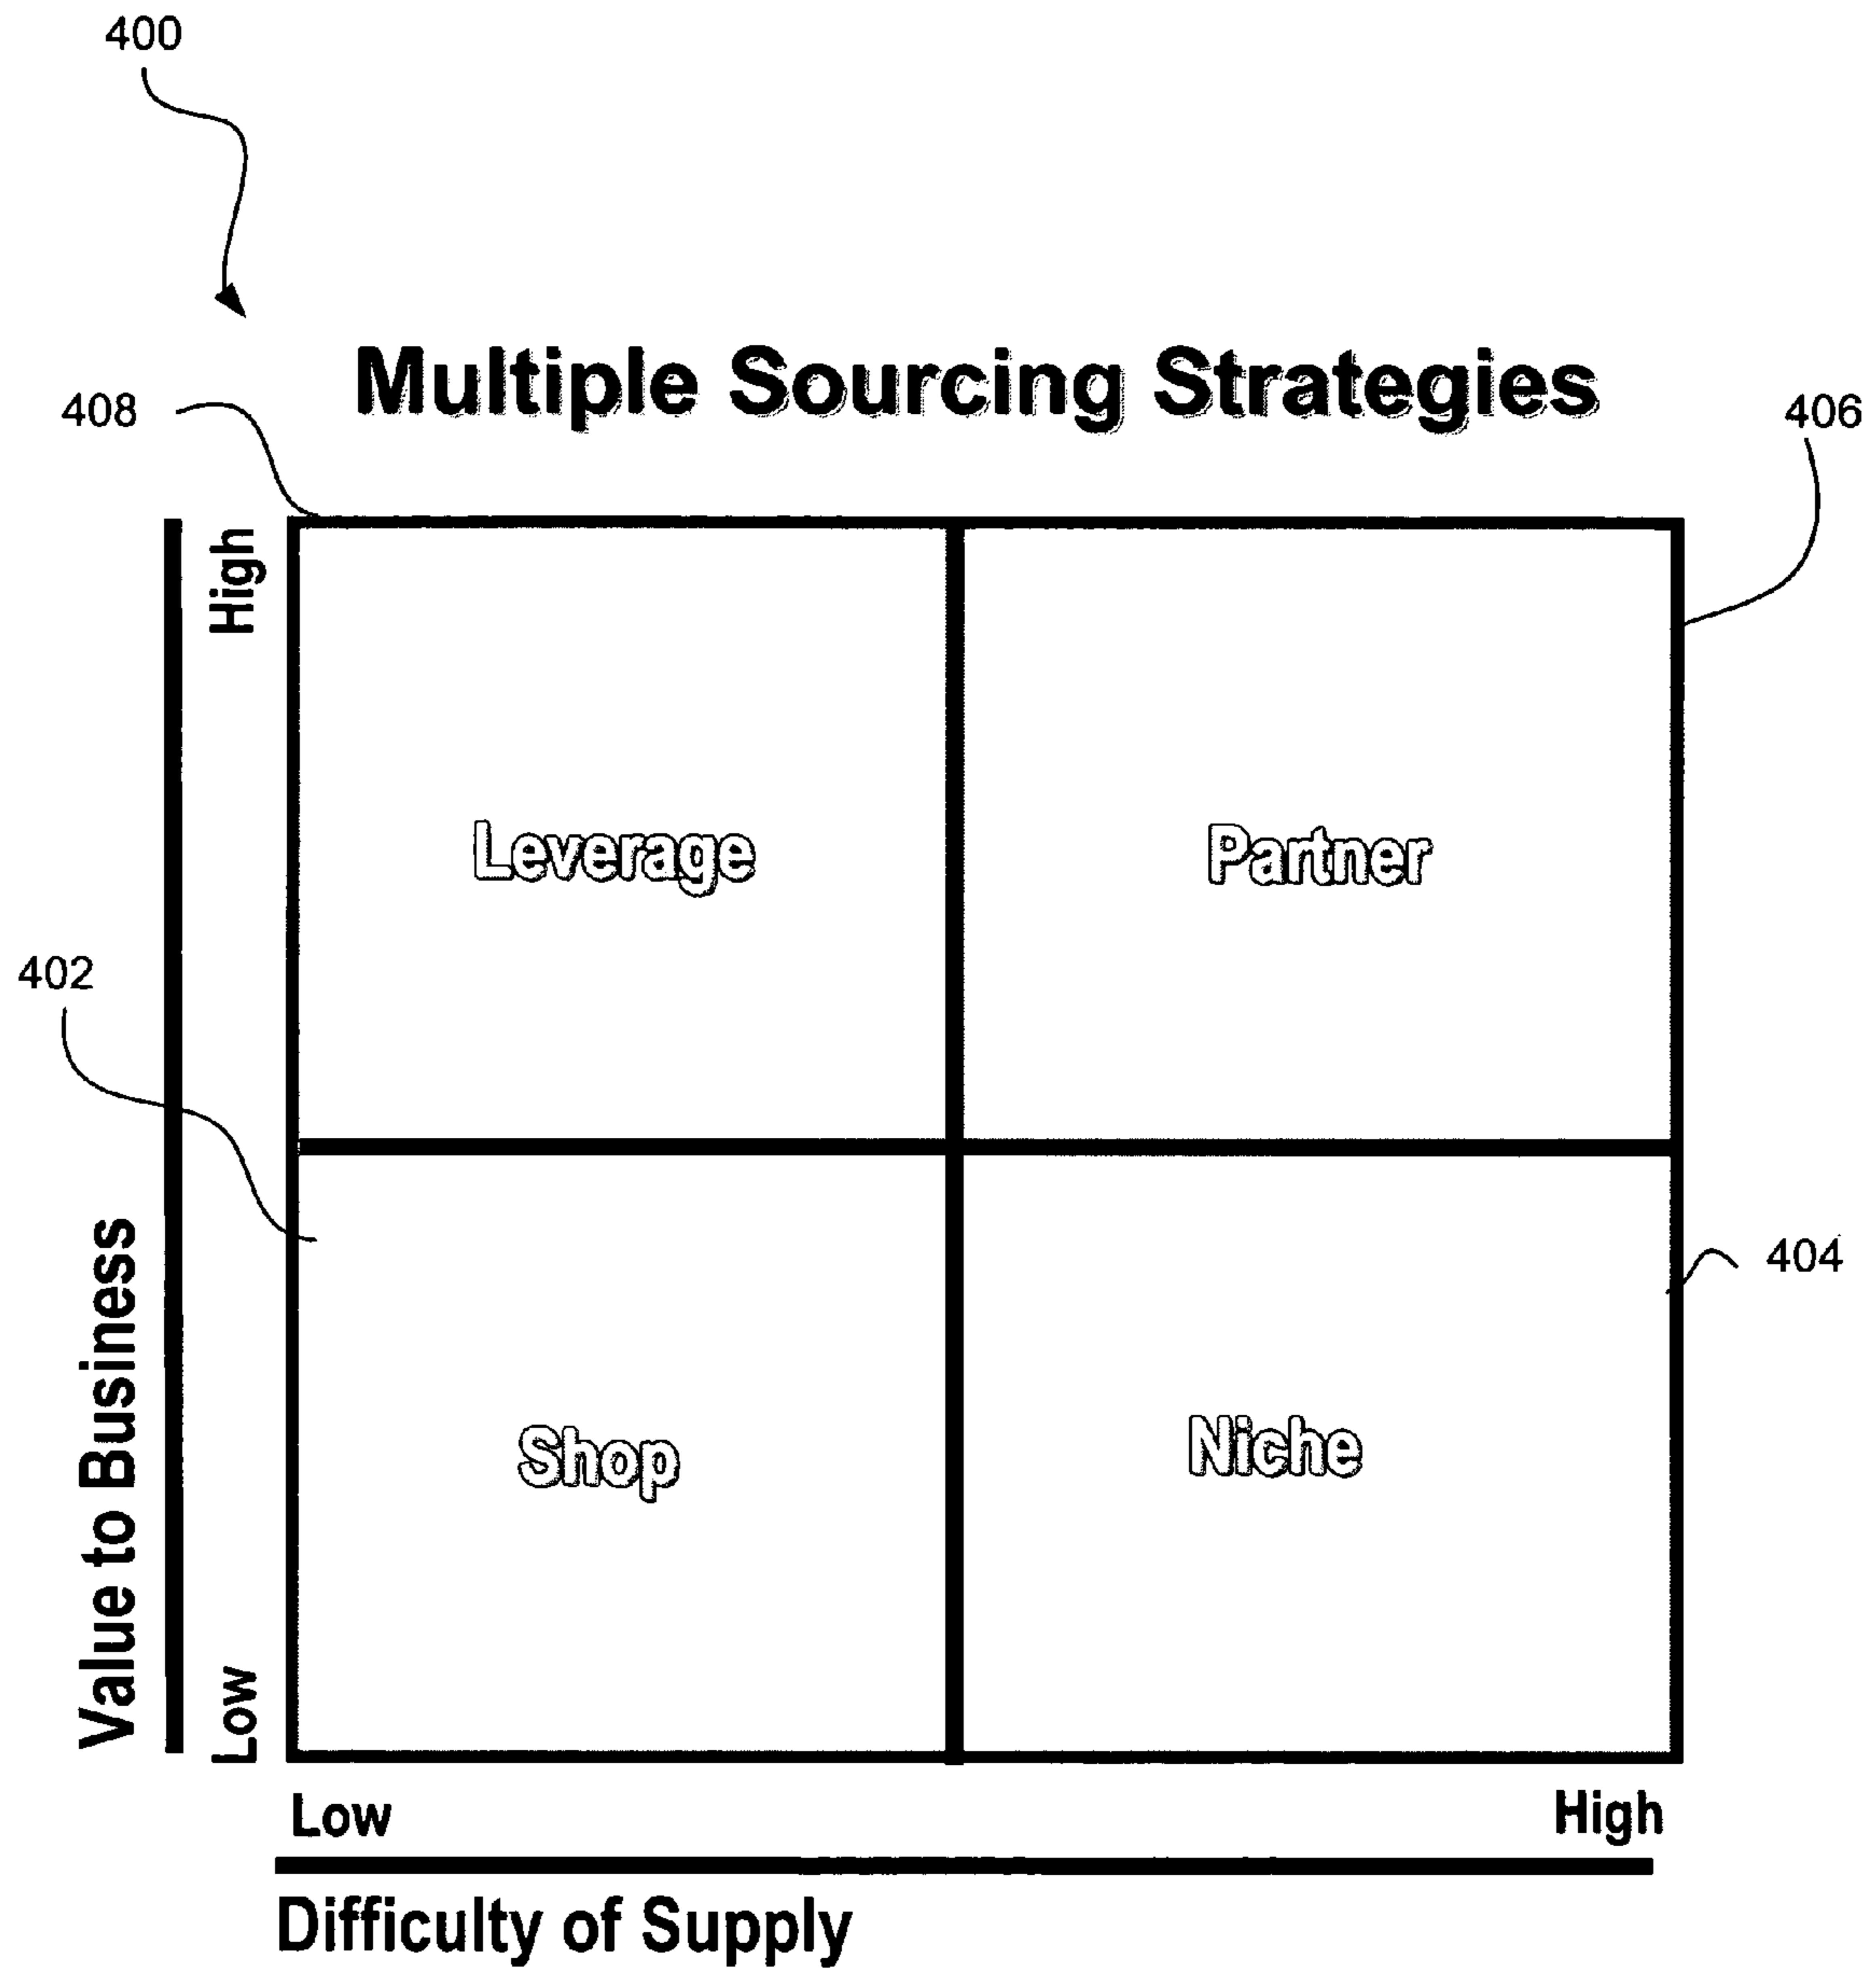 400
Multiple Sourcing Strategies
408
406
High
Leverage
Partner
402
404
Shop
Niche
Value to Business
Low
Low
High
Difficulty of Supply